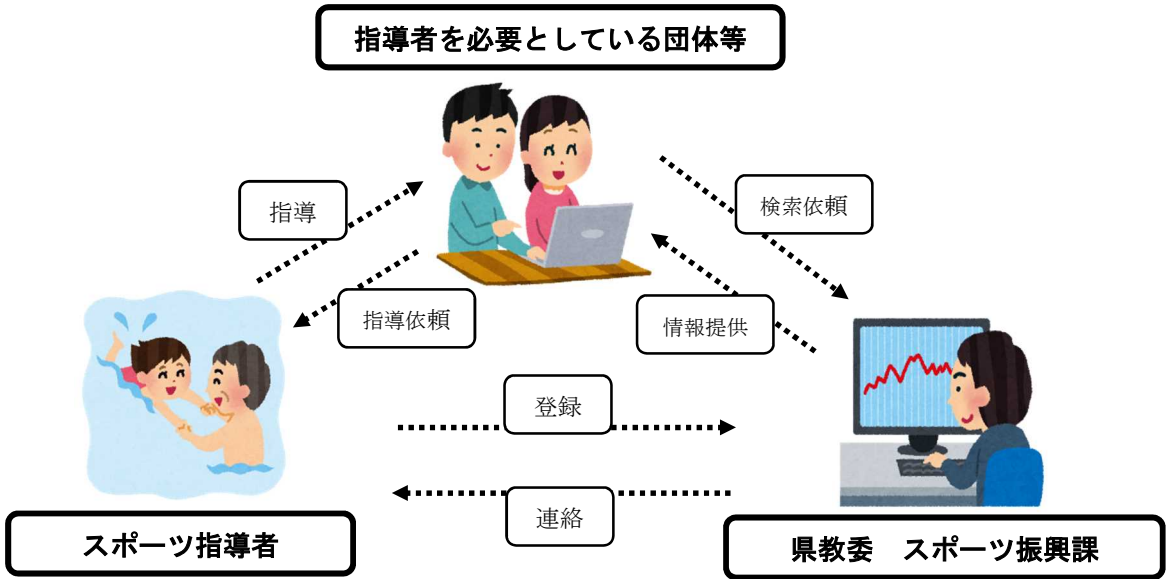 指導者を必要としている団体等
指導
検索依頼
指導依頼
情報提供
登録
連絡
スポーツ指導者
県教委　スポーツ振興課